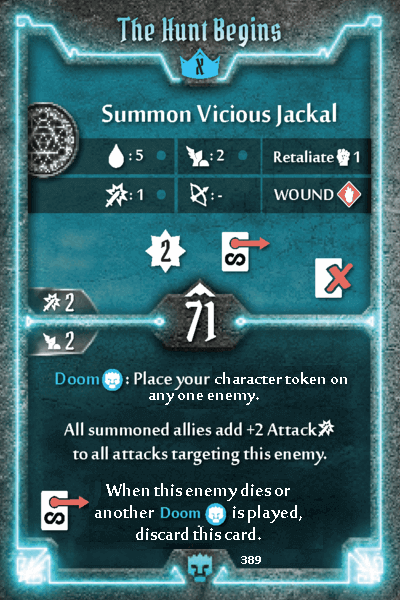 The Hunt Begins
X
Summon Vicious Jackal
: 5 : 2 Retaliate 1
: 1 : - WOUND
2 S
2
71
2
Doom : Place your character token on
any one enemy.
All summoned allies add +2 Attack
to all attacks targeting this enemy.
When this enemy dies or
S another Doom is played,
discard this card.
389